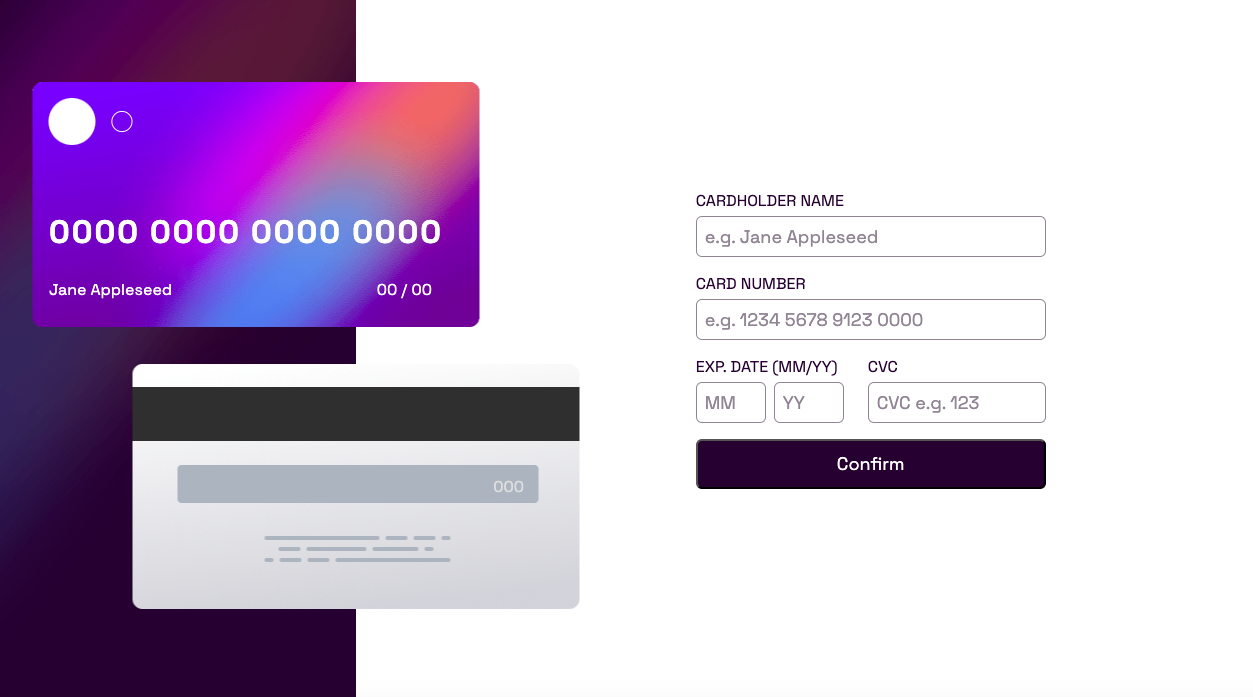 0000 0000 0000 0000
Jane Appleseed 00 / 00
000
CARDHOLDER NAME
e.g. Jane Appleseed
CARD NUMBER
e.g. 1234 5678 9123 0000
EXP. DATE (MM/YY) CVC
MM YY CVC e.g. 123
Confirm